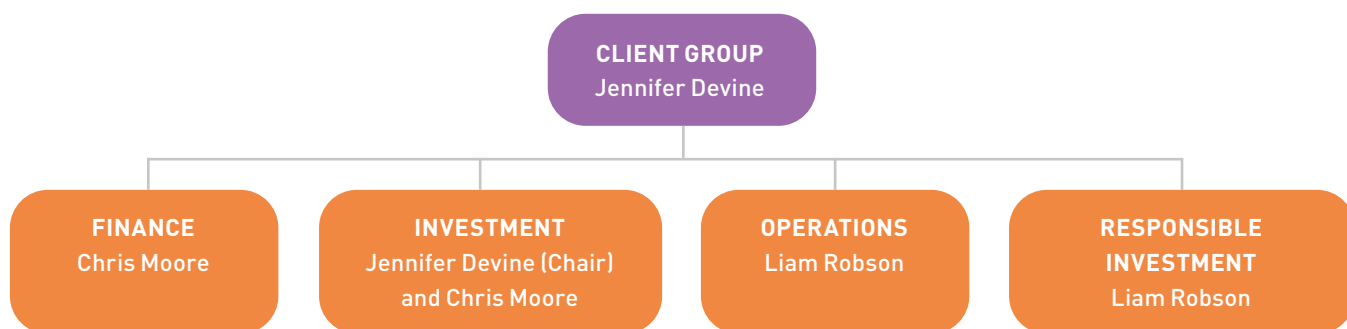 CLIENT GROUP
Jennifer Devine
FINANCE
Chris Moore
INVESTMENT
Jennifer Devine (Chair)
and Chris Moore
OPERATIONS
Liam Robson
RESPONSIBLE
INVESTMENT
Liam Robson